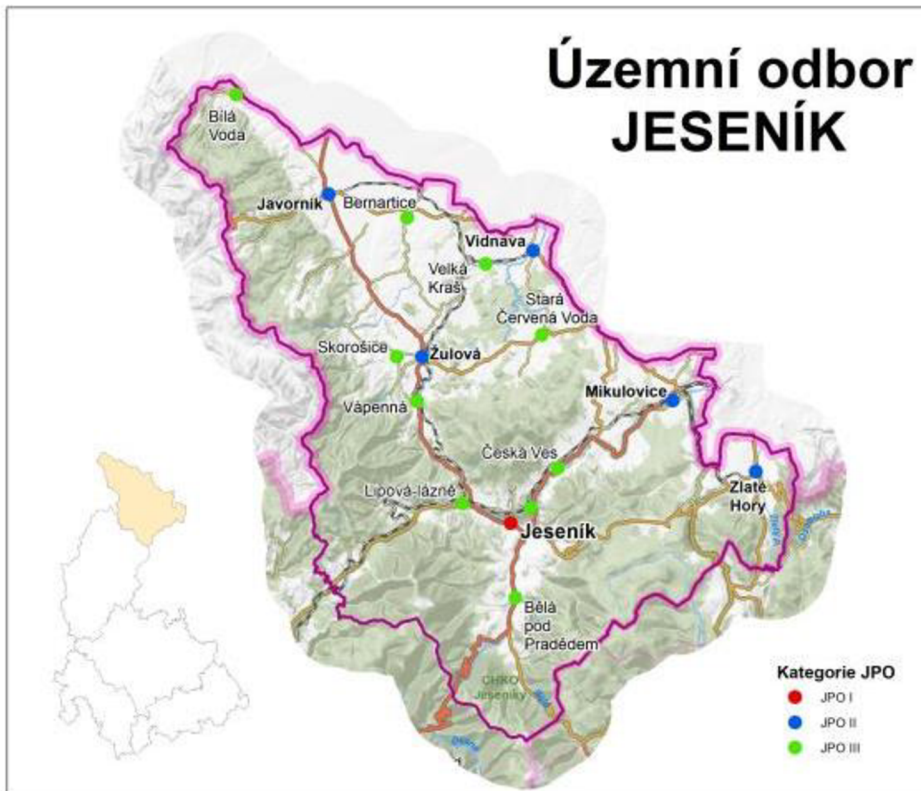 Územní odbor
JESENÍK
Bílá
Voda
Javorník
Bernartice
Vidnava
Velká
Kraš
Stará
Červená Voda
Skorošice
Žulová
Vápenná
Mikulovice
Česká Ves
Zlaté
Hory
Lipová-lázně
Jeseník
Bělá
pod
Pradědem
CHKO
Jeseníky
Kategorie JPO
JPO I
JPO II
JPO III